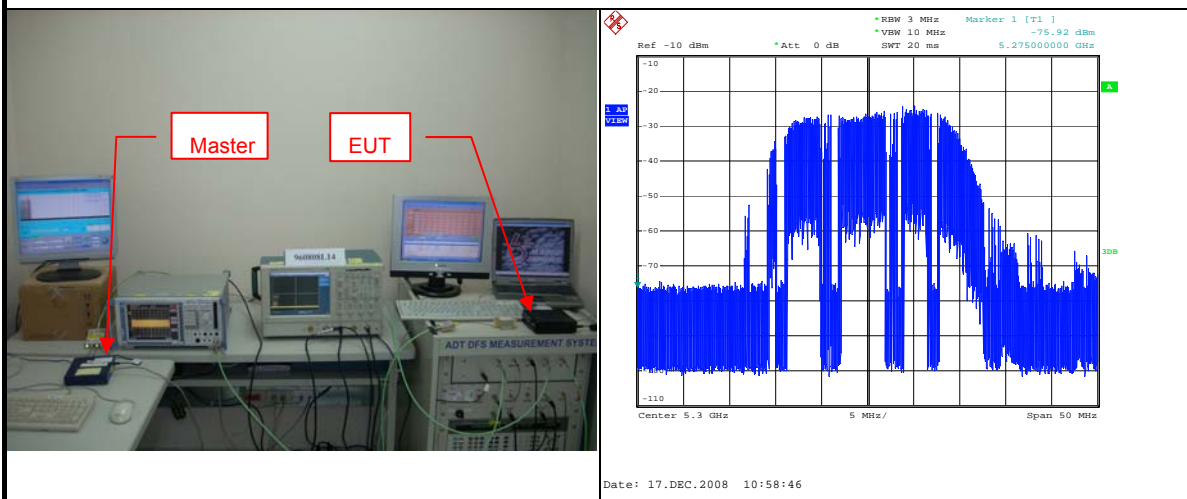 Master
EUT
960808L14
ADT DFS MEASUREMENT SYSTE
R S
*RBW 3 MHz Marker 1 [T1 ]
*VBW 10 MHz -75.92 dBm
Ref -10 dBm *Att 0 dB SWT 20 ms 5.275000000 GHz
-10
A
-20
1 AP
VIEW
-30
-40
-50
-60
3DB
-70
-110
Center 5.3 GHz 5 MHz/ Span 50 MHz
Date: 17.DEC.2008 10:58:46